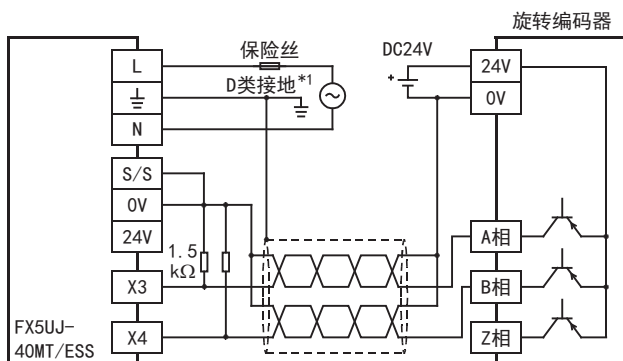 旋转编码器
L
保险丝
DC24V
24V
D类接地*1
+
0V
N
S/S
0V
24V
1.5
kΩ
A相
X3
B相
FX5UJ-
40MT/ESS
X4
Z相